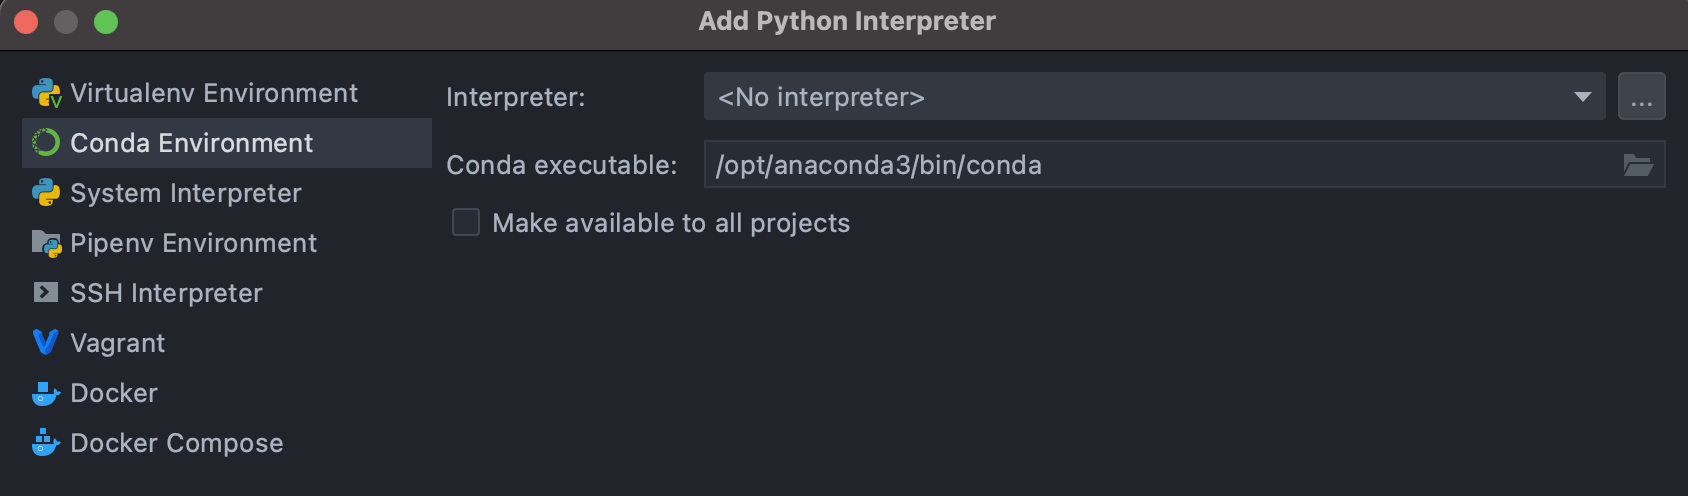 Add Python Interpreter
Virtualenv Environment
Conda Environment
System Interpreter
Pipenv Environment
SSH Interpreter
Vagrant
Docker
Docker Compose
Interpreter:
<No interpreter>
...
Conda executable:
/opt/anaconda3/bin/conda
Make available to all projects